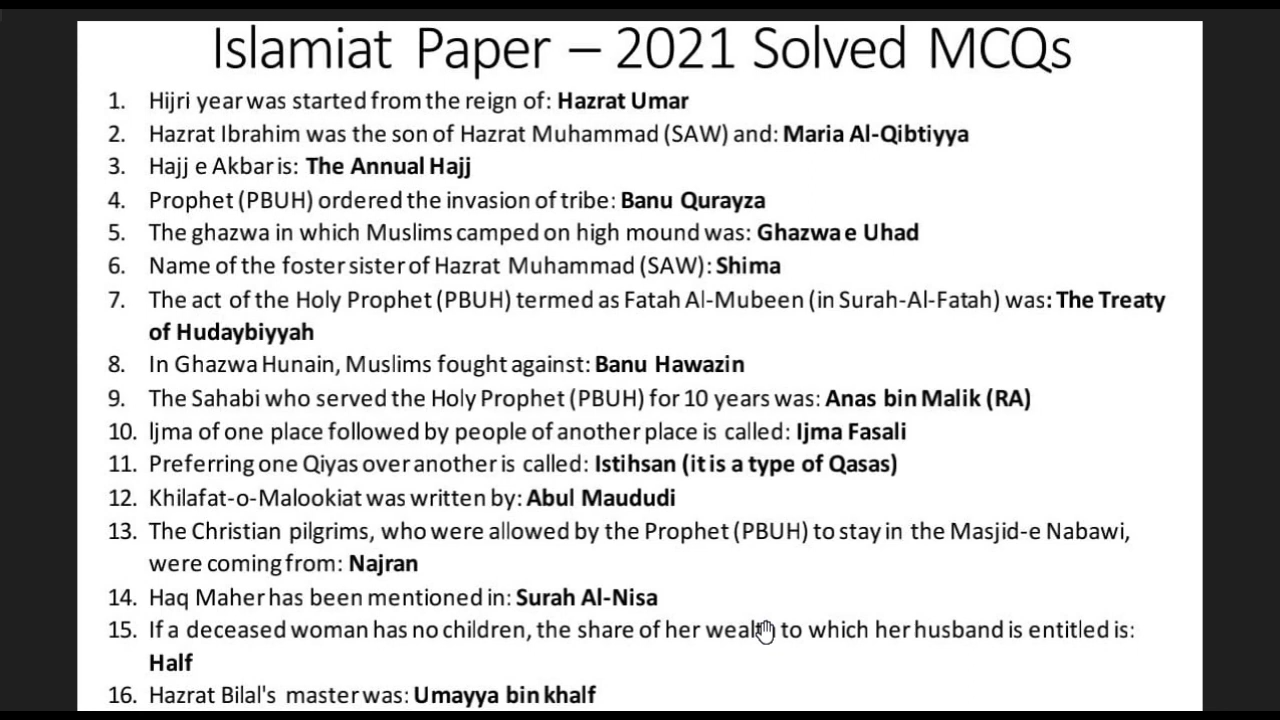 Islamiat Paper – 2021 Solved MCQs
1. Hijri year was started from the reign of: Hazrat Umar
2. Hazrat Ibrahim was the son of Hazrat Muhammad (SAW) and: Maria Al-Qibtiyya
3. Hajj e Akbar is: The Annual Hajj
4. Prophet (PBUH) ordered the invasion of tribe: Banu Qurayza
5. The ghazwa in which Muslims camped on high mound was: Ghazwa e Uhad
6. Name of the foster sister of Hazrat Muhammad (SAW): Shima
7. The act of the Holy Prophet (PBUH) termed as Fatah Al-Mubeen (in Surah-Al-Fatah) was: The Treaty
of Hudaybiyyah
8. In Ghazwa Hunain, Muslims fought against: Banu Hawazin
9. The Sahabi who served the Holy Prophet (PBUH) for 10 years was: Anas bin Malik (RA)
10. Ijma of one place followed by people of another place is called: Ijma Fasali
11. Preferring one Qiyas over another is called: Istihsan (it is a type of Qasas)
12. Khilafat-o-Malookiat was written by: Abul Maududi
13. The Christian pilgrims, who were allowed by the Prophet (PBUH) to stay in the Masjid-e Nabawi,
were coming from: Najran
14. Haq Maher has been mentioned in: Surah Al-Nisa
15. If a deceased woman has no children, the share of her wealth to which her husband is entitled is:
Half
16. Hazrat Bilal's master was: Umayya bin khalf